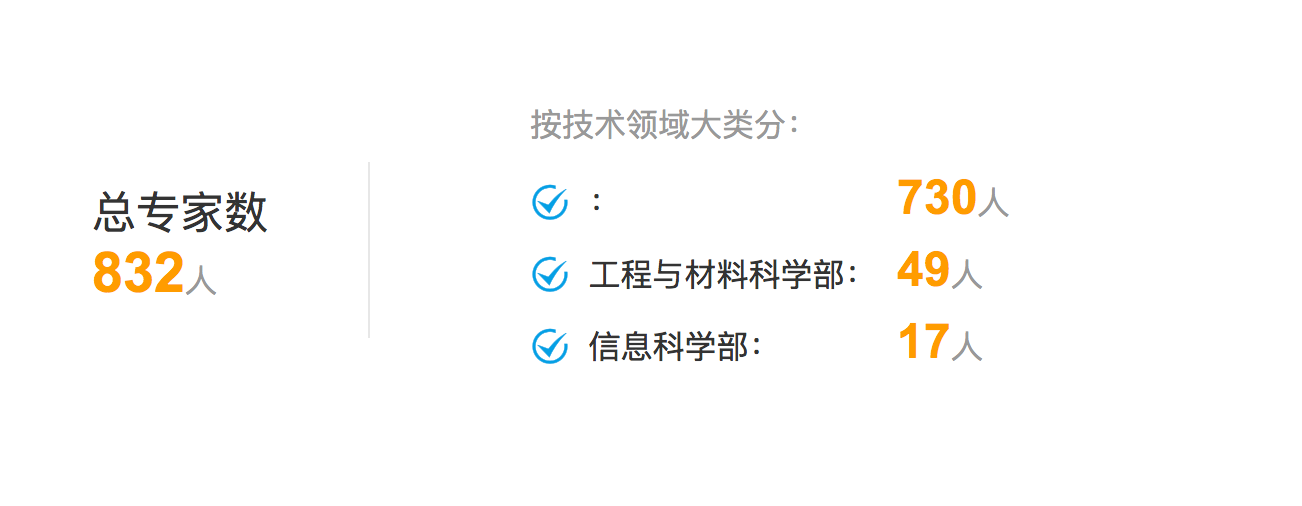 总专家数
832人
按技术领域大类分：
： 730人
工程与材料科学部： 49人
信息科学部： 17人